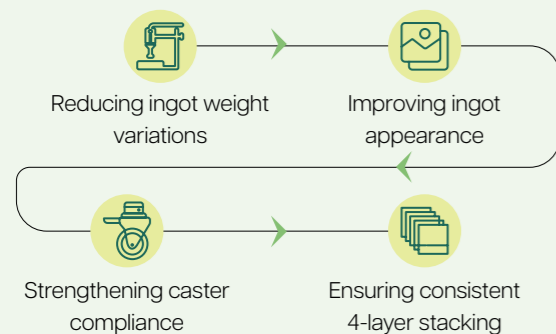 Reducing ingot weight
variations
Improving ingot
appearance
Strengthening caster
compliance
Ensuring consistent
4-layer stacking